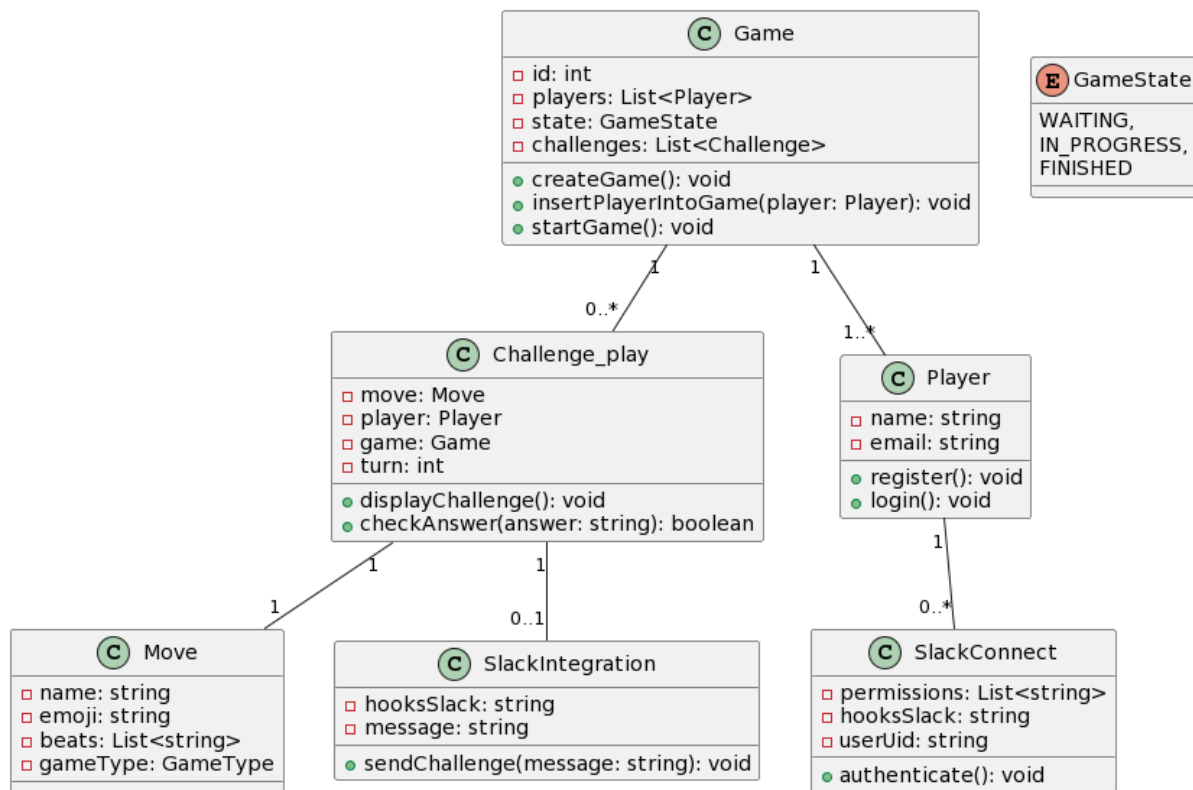 C Game
id: int
players: List<Player>
state: GameState
challenges: List<Challenge>
createGame(): void
insertPlayerIntoGame(player: Player): void
startGame(): void
E GameState
WAITING,
IN_PROGRESS,
FINISHED
1
1
0..*
1..*
C Challenge_play
move: Move
player: Player
game: Game
turn: int
displayChallenge(): void
checkAnswer(answer: string): boolean
C Player
name: string
email: string
register(): void
login(): void
1
1
1
1
0..1
0..*
C Move
name: string
emoji: string
beats: List<string>
gameType: GameType
C SlackIntegration
hooksSlack: string
message: string
sendChallenge(message: string): void
C SlackConnect
permissions: List<string>
hooksSlack: string
userUid: string
authenticate(): void